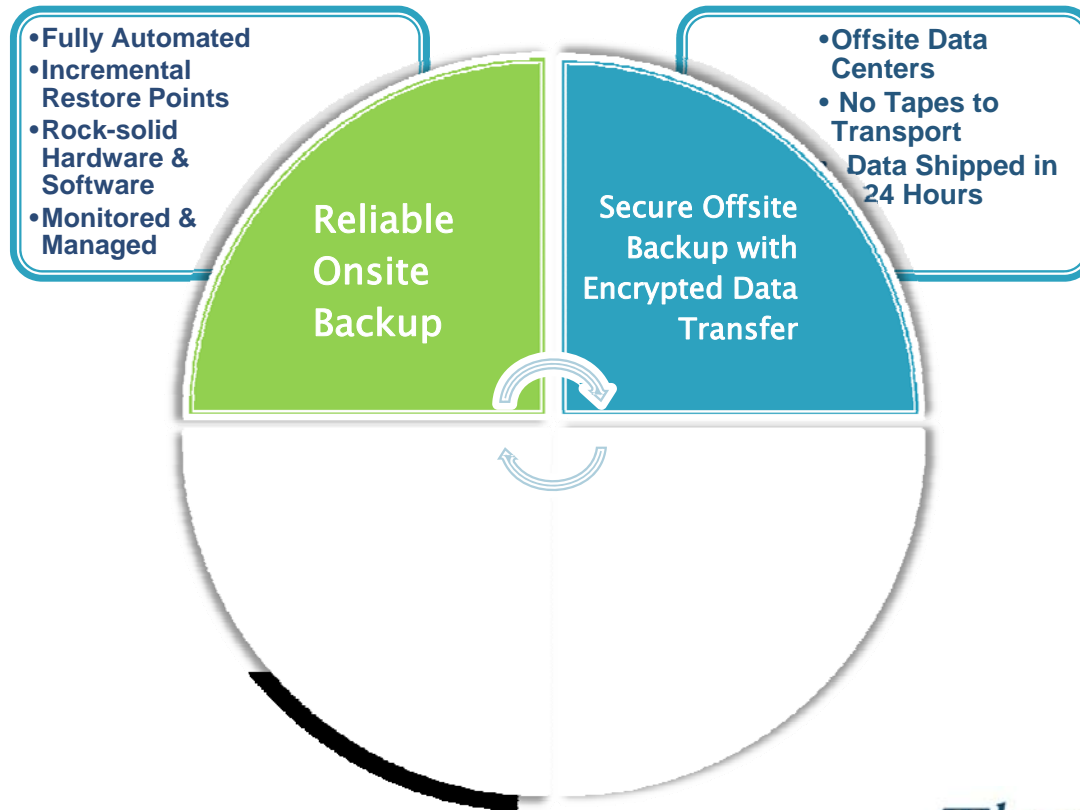 •Fully Automated
•Incremental
Restore Points
•Rock-solid
Hardware &
Software
•Monitored &
Managed
•Offsite Data
Centers
• No Tapes to
Transport
• Data Shipped in
24 Hours
Reliable
Onsite
Backup
Secure Offsite
Backup with
Encrypted Data
Transfer